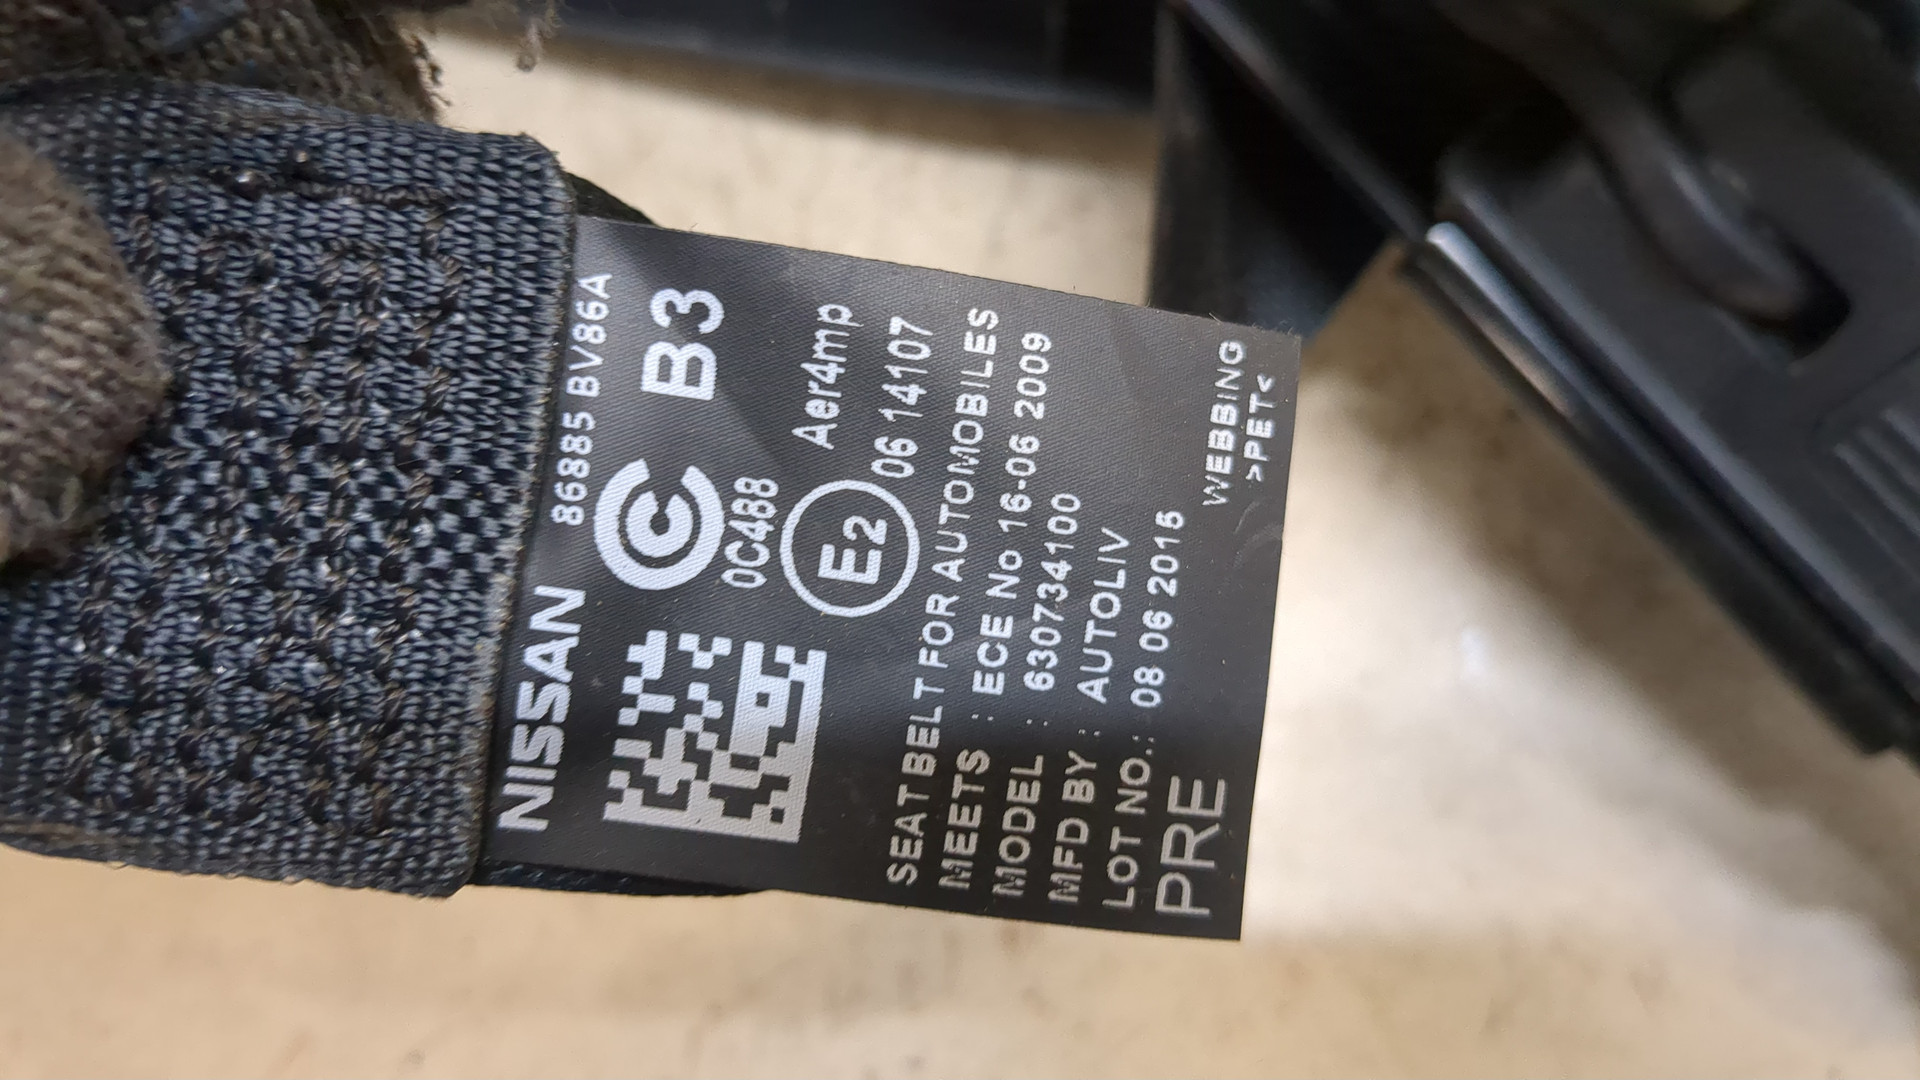 NISSAN 86885 BV86A
C B3
0C488
Aer4mp
E2 06 14107
SEAT BELT FOR AUTOMOBILES
MEETS : ECE No 16-06 2009
MODEL : 630734100
MFD BY : AUTOLIV
LOT NO.: 08 06 2015
PRE
WEBBING
>PET<